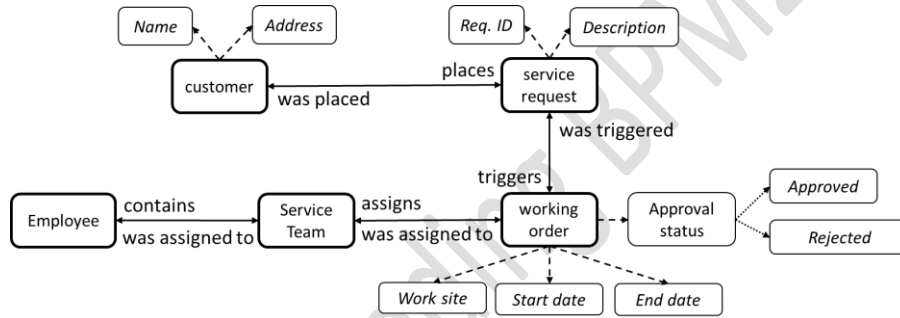 Name
Address
Req. ID
Description
customer
places
was placed
service
request
was triggered
triggers
Employee
contains
was assigned to
Service
Team
assigns
was assigned to
working
order
Approval
status
Approved
Rejected
Work site
Start date
End date